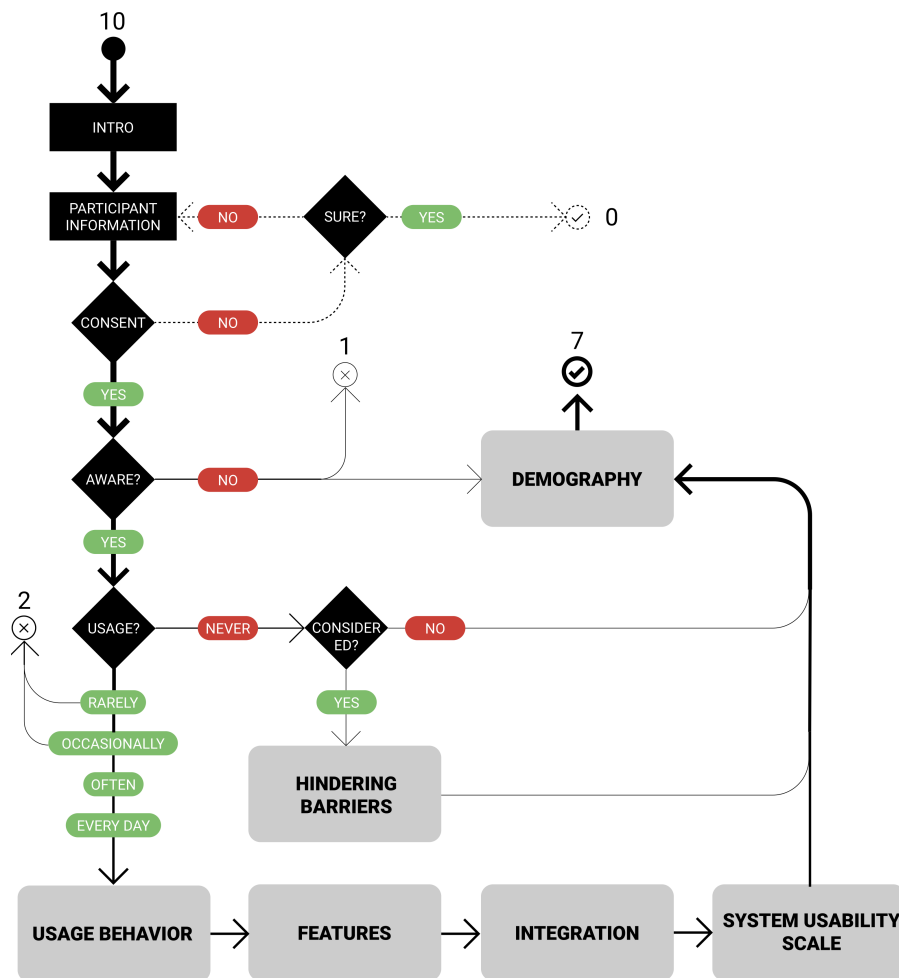 10
INTRO
PARTICIPANT
INFORMATION
NO
SURE?
YES
0
CONSENT
NO
1
7
YES
AWARE?
NO
DEMOGRAPHY
YES
2
USAGE?
NEVER
CONSIDER
ED?
NO
RARELY
YES
OCCASIONALLY
OFTEN
HINDERING
BARRIERS
EVERY DAY
USAGE BEHAVIOR
FEATURES
INTEGRATION
SYSTEM USABILITY
SCALE